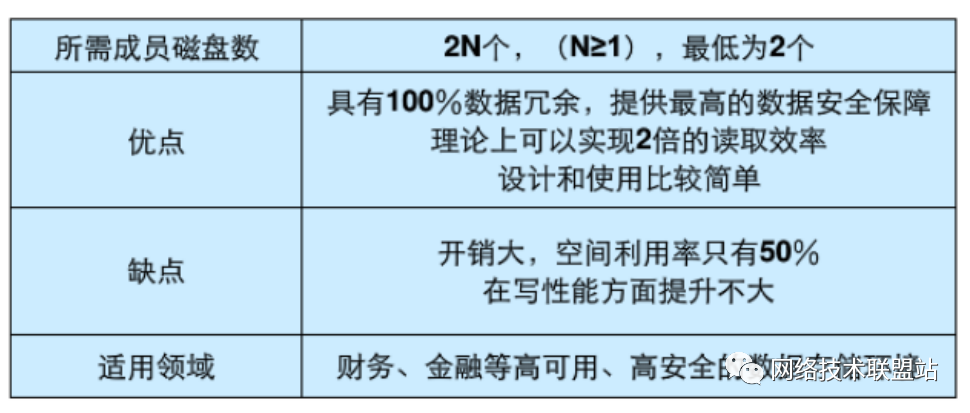 所需成员磁盘数
2N个，（N≥1），最低为2个
优点
具有100%数据冗余，提供最高的数据安全保障
理论上可以实现2倍的读取效率
设计和使用比较简单
缺点
开销大，空间利用率只有50%
在写性能方面提升不大
适用领域
财务、金融等高可用、高安全的数
网络技术联盟站